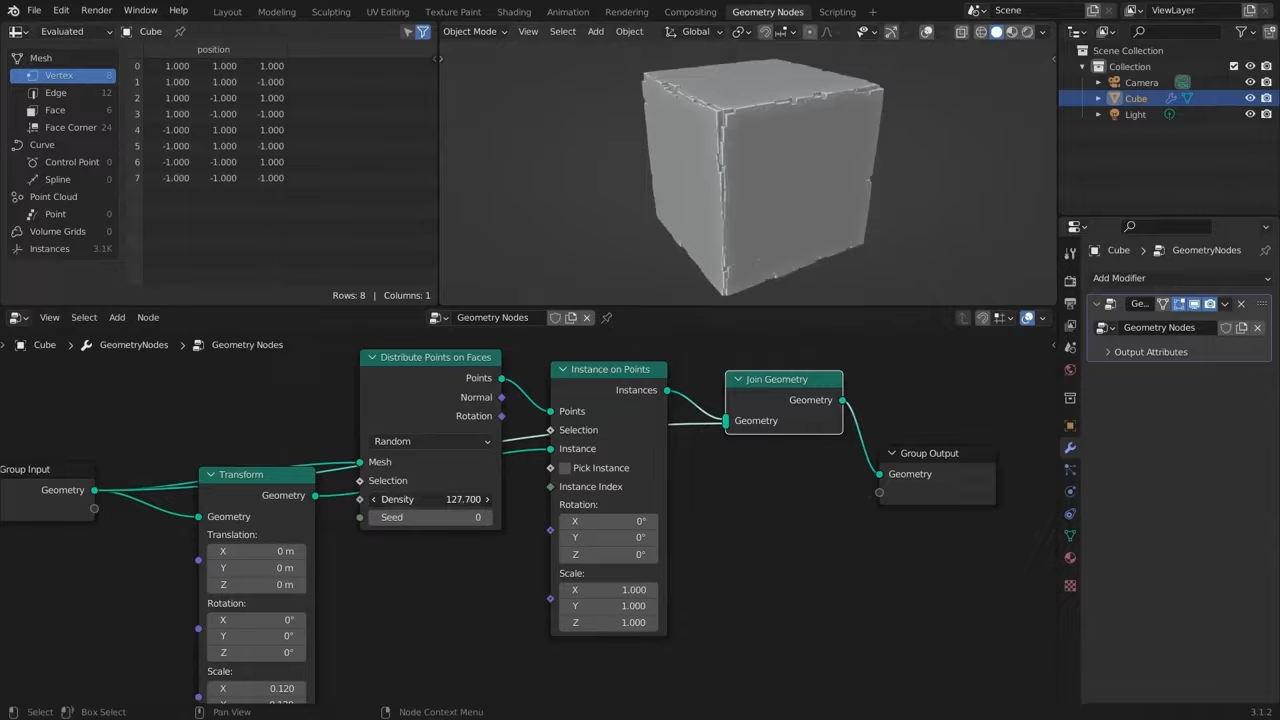 File Edit Render Window Help
Layout Modeling Sculpting UV Editing Texture Paint Shading Animation Rendering Compositing Geometry Nodes Scripting
Scene
ViewLayer
Evaluated
Cube
Mesh
Vertex 8
Edge 12
Face 6
Face Corner 24
Curve
Control Point 0
Spline 0
Point Cloud
Point 0
Volume Grids
Instances 3.1K
position
0 1.000 1.000 1.000
1 1.000 1.000 -1.000
2 1.000 -1.000 1.000
3 1.000 -1.000 -1.000
4 -1.000 1.000 1.000
5 -1.000 1.000 -1.000
6 -1.000 -1.000 1.000
7 -1.000 -1.000 -1.000
Rows: 8 | Columns: 1
Object Mode View Select Add Object
Global
Scene Collection
Collection
Camera
Cube
Light
Cube GeometryNodes
Add Modifier
Ge...
Geometry Nodes
Output Attributes
View Select Add Node
Geometry Nodes
Cube GeometryNodes Geometry Nodes
Group Input
Geometry
Transform
Geometry
Geometry
Translation:
X 0 m
Y 0 m
Z 0 m
Rotation:
X 0°
Y 0°
Z 0°
Scale:
X 0.120
Distribute Points on Faces
Points
Normal
Rotation
Random
Mesh
Selection
Density 127.700
Seed 0
Instance on Points
Instances
Points
Selection
Instance
Pick Instance
Instance Index
Rotation:
X 0°
Y 0°
Z 0°
Scale:
X 1.000
Y 1.000
Z 1.000
Join Geometry
Geometry
Geometry
Group Output
Geometry
Select Box Select Pan View Node Context Menu
3.1.2